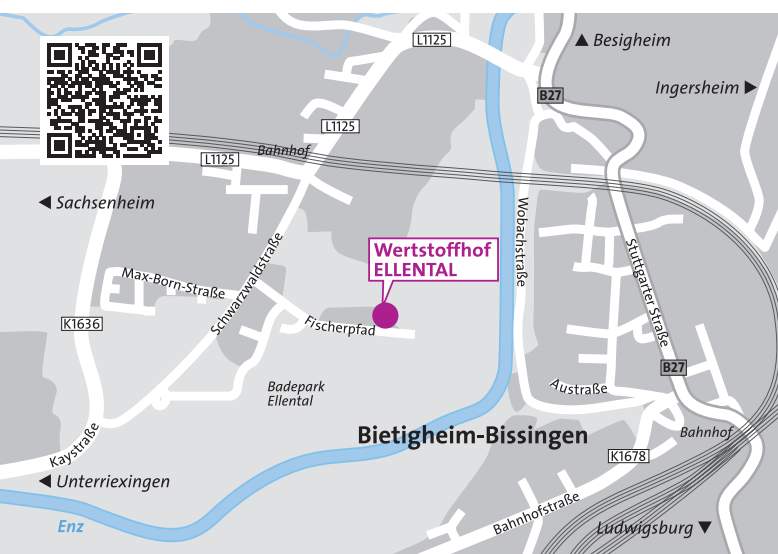 L1125
Besigheim
Ingersheim
B27
L1125
L1125
Bahnhof
Sachsenheim
Wobachstraße
Wertstoffhof
ELLENTAL
Stuttgarter Straße
Schwarzwaldstraße
Max-Born-Straße
K1636
Fischerpfad
B27
Badepark
Ellental
Austraße
Bietigheim-Bissingen
Bahnhof
Kaystraße
K1678
Unterriexingen
Bahnhofstraße
Enz
Ludwigsburg